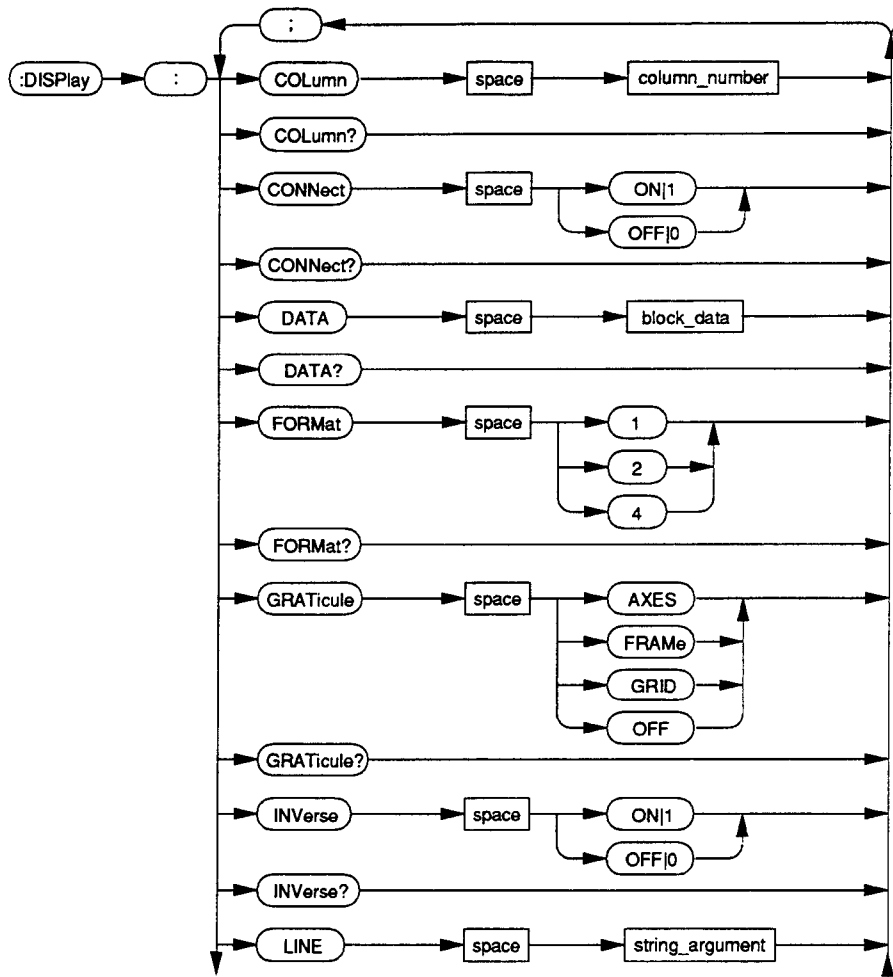 ;
:DISPlay : COLumn space column_number
COLumn?
CONNect space ON|1
OFF|0
CONNect?
DATA space block_data
DATA?
FORMat space 1
2
4
FORMat?
GRATicule space AXES
FRAMe
GRID
OFF
GRATicule?
INVerse space ON|1
OFF|0
INVerse?
LINE space string_argument